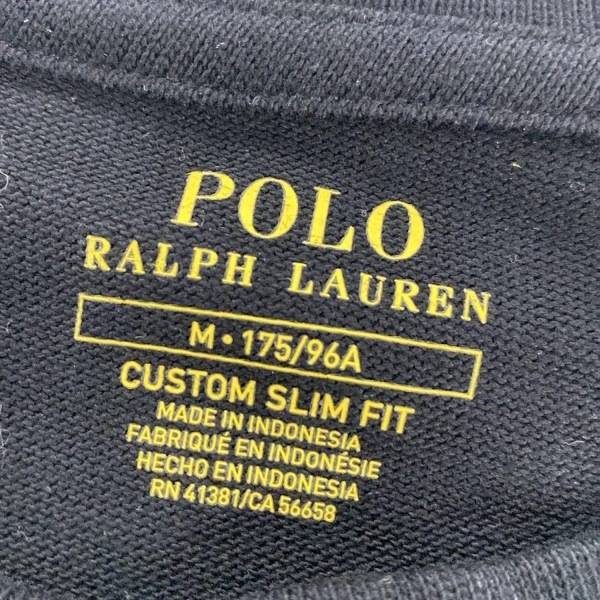 POLO
RALPH LAUREN
M • 175/96A
CUSTOM SLIM FIT
MADE IN INDONESIA
FABRIQUÉ EN INDONÉSIE
HECHO EN INDONESIA
RN 41381/CA 56658